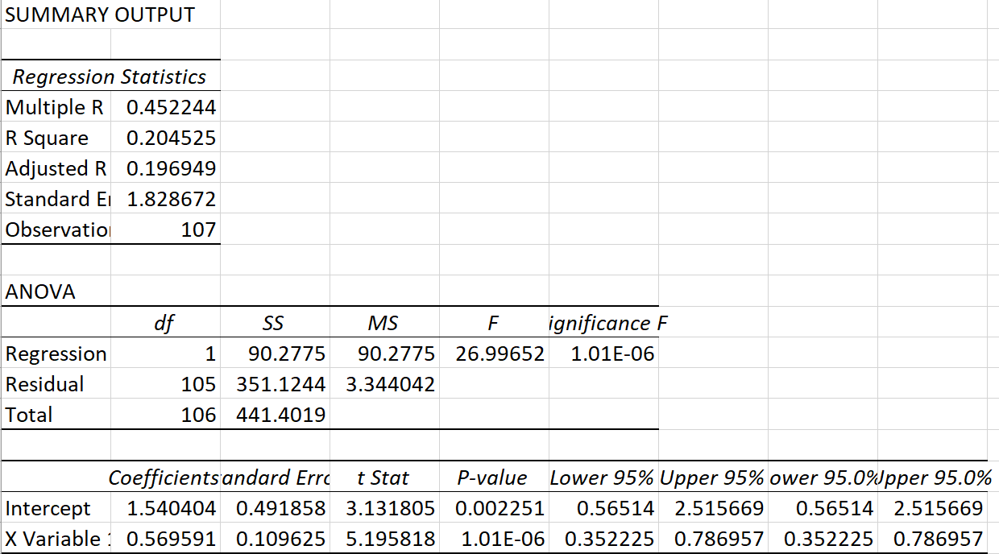 SUMMARY OUTPUT
Regression Statistics
Multiple R 0.452244
R Square 0.204525
Adjusted R 0.196949
Standard Er 1.828672
Observation 107
ANOVA
df SS MS F ignificance F
Regression 1 90.2775 90.2775 26.99652 1.01E-06
Residual 105 351.1244 3.344042
Total 106 441.4019
Coefficients andard Erro t Stat P-value Lower 95% Upper 95% ower 95.0% Upper 95.0%
Intercept 1.540404 0.491858 3.131805 0.002251 0.56514 2.515669 0.56514 2.515669
X Variable 1 0.569591 0.109625 5.195818 1.01E-06 0.352225 0.786957 0.352225 0.786957